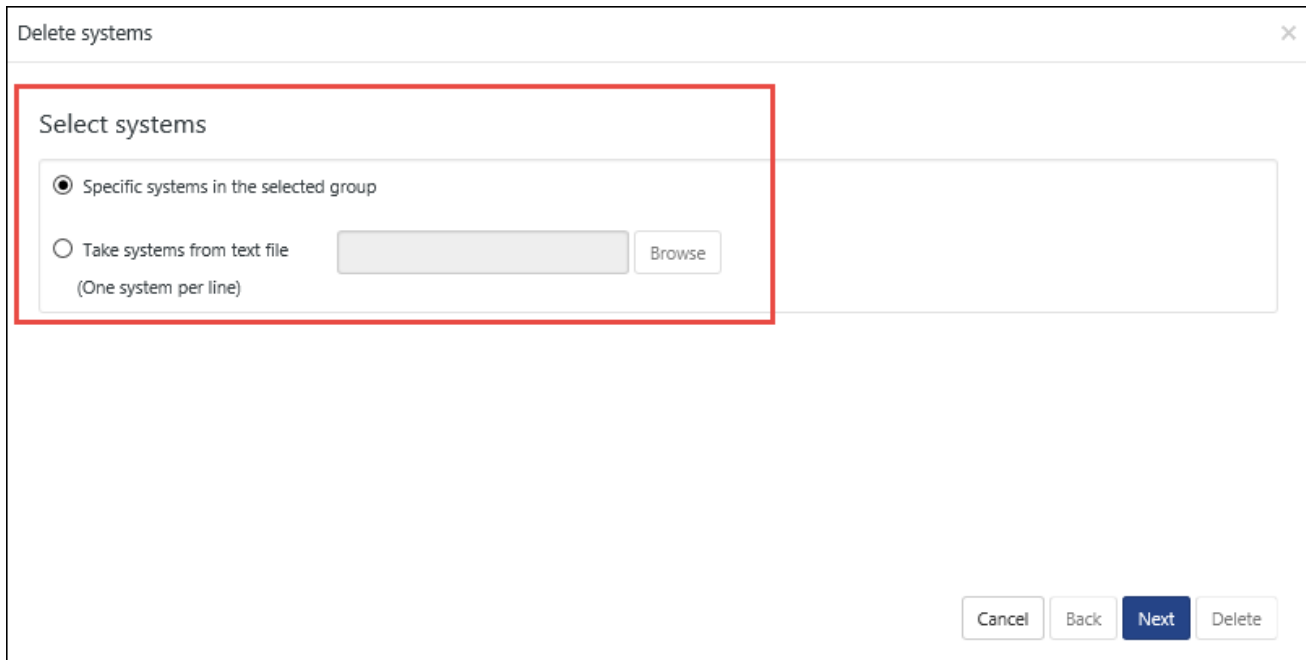 Delete systems
Select systems
Specific systems in the selected group
Take systems from text file
Browse
(One system per line)
Cancel
Back
Next
Delete